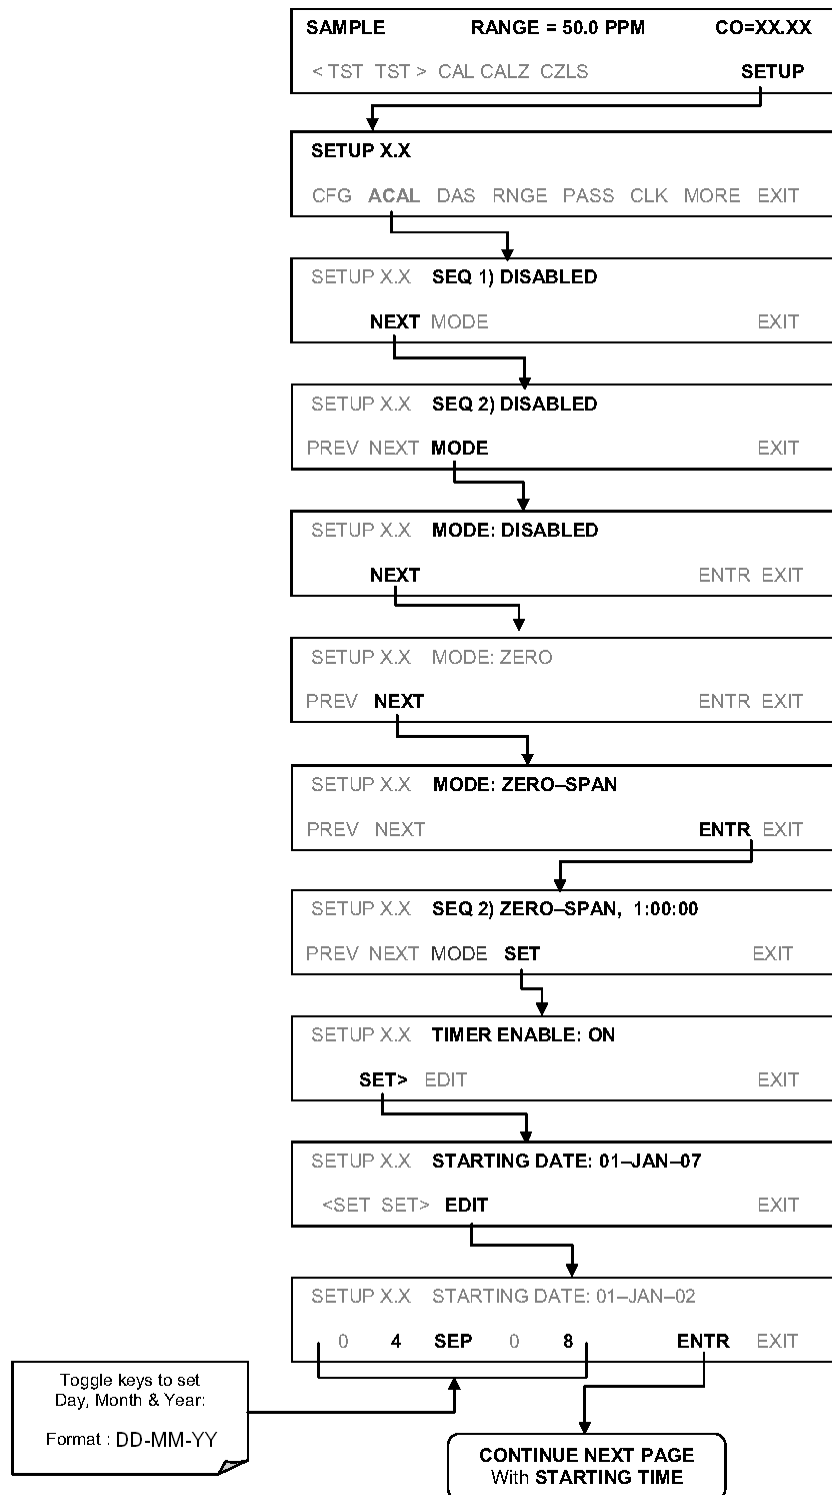 SAMPLE RANGE = 50.0 PPM CO=XX.XX
< TST TST > CAL CALZ CZLS SETUP
SETUP X.X
CFG ACAL DAS RNGE PASS CLK MORE EXIT
SETUP X.X SEQ 1) DISABLED
NEXT MODE EXIT
SETUP X.X SEQ 2) DISABLED
PREV NEXT MODE EXIT
SETUP X.X MODE: DISABLED
NEXT ENTR EXIT
SETUP X.X MODE: ZERO
PREV NEXT ENTR EXIT
SETUP X.X MODE: ZERO–SPAN
PREV NEXT ENTR EXIT
SETUP X.X SEQ 2) ZERO–SPAN, 1:00:00
PREV NEXT MODE SET EXIT
SETUP X.X TIMER ENABLE: ON
SET> EDIT EXIT
SETUP X.X STARTING DATE: 01–JAN–07
<SET SET> EDIT EXIT
SETUP X.X STARTING DATE: 01–JAN–02
0 4 SEP 0 8 ENTR EXIT
Toggle keys to set
Day, Month & Year:
Format : DD-MM-YY
CONTINUE NEXT PAGE
With STARTING TIME